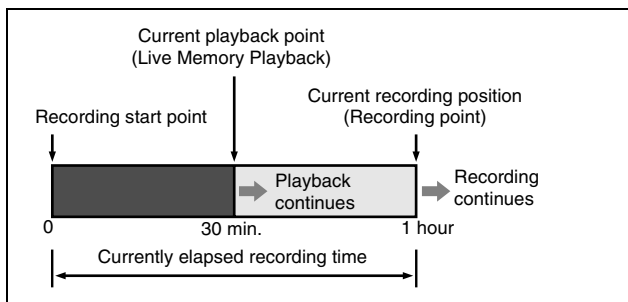 Current playback point
(Live Memory Playback)
Current recording position
(Recording point)
Recording start point
Playback
continues
Recording
continues
0
30 min.
1 hour
Currently elapsed recording time